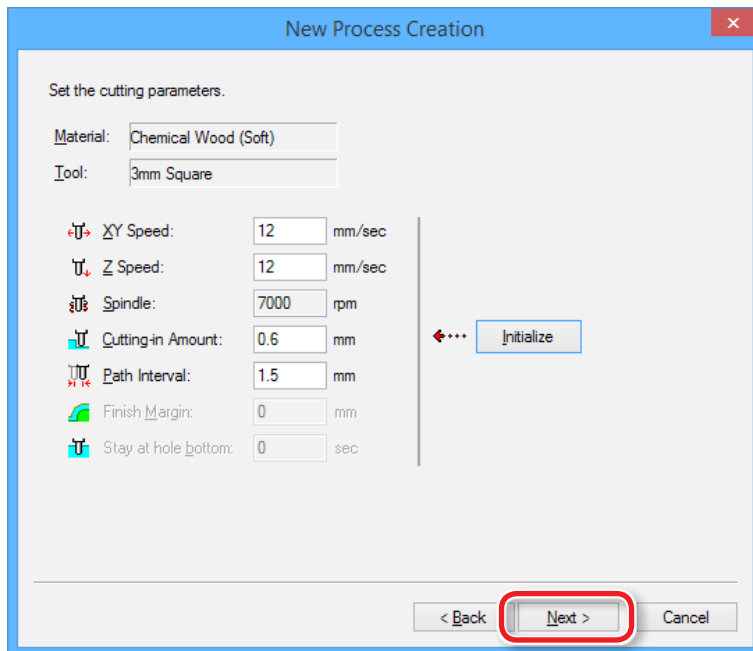 New Process Creation
Set the cutting parameters.
Material: Chemical Wood (Soft)
Tool: 3mm Square
XY Speed: 12 mm/sec
Z Speed: 12 mm/sec
Spindle: 7000 rpm
Cutting-in Amount: 0.6 mm
Initialize
Path Interval: 1.5 mm
Finish Margin: 0 mm
Stay at hole bottom: 0 sec
< Back Next > Cancel